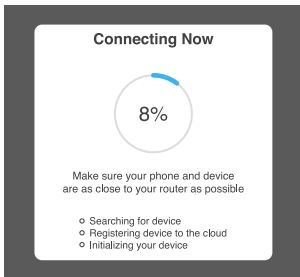 Connecting Now
8%
Make sure your phone and device
are as close to your router as possible
Searching for device
Registering device to the cloud
Initializing your device